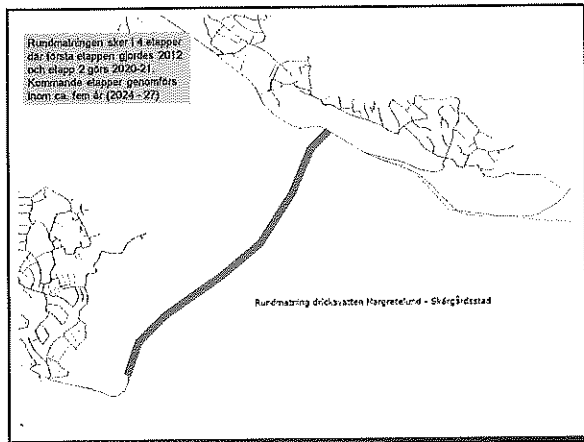 Rundmatningen sker i 4 etapper
där första etappen gjordes 2012
och etapp 2 görs 2020-21.
Kommande etapper genomförs
inom ca. fem år (2024 - 27)
Rundmatning dricksvatten Margretelund - Skärgårdsstad